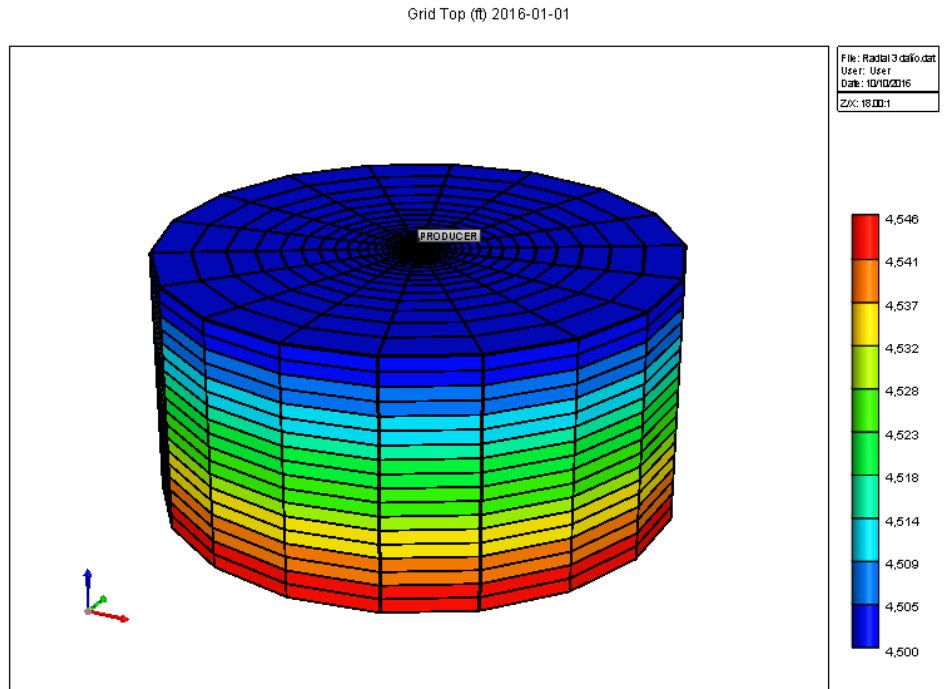 Grid Top (ft) 2016-01-01
File: Radial 3 daño.dat
User: User
Date: 10/10/2016
Z/X: 18.00:1
PRODUCER
4,546
4,541
4,537
4,532
4,528
4,523
4,518
4,514
4,509
4,505
4,500